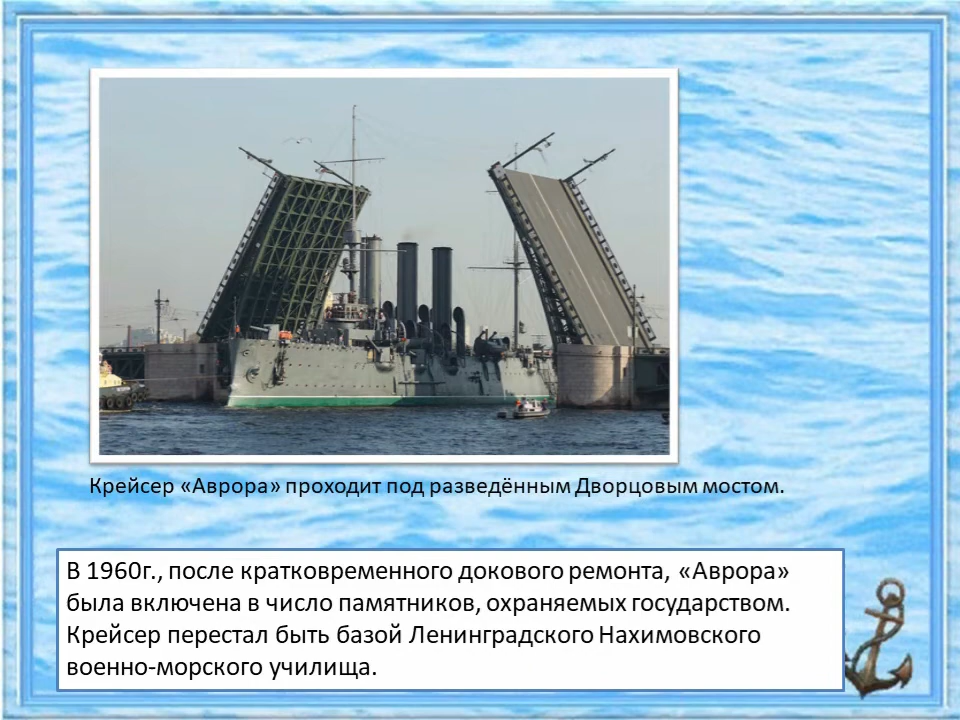 Крейсер «Аврора» проходит под разведённым Дворцовым мостом.
В 1960г., после кратковременного докового ремонта, «Аврора»
была включена в число памятников, охраняемых государством.
Крейсер перестал быть базой Ленинградского Нахимовского
военно-морского училища.